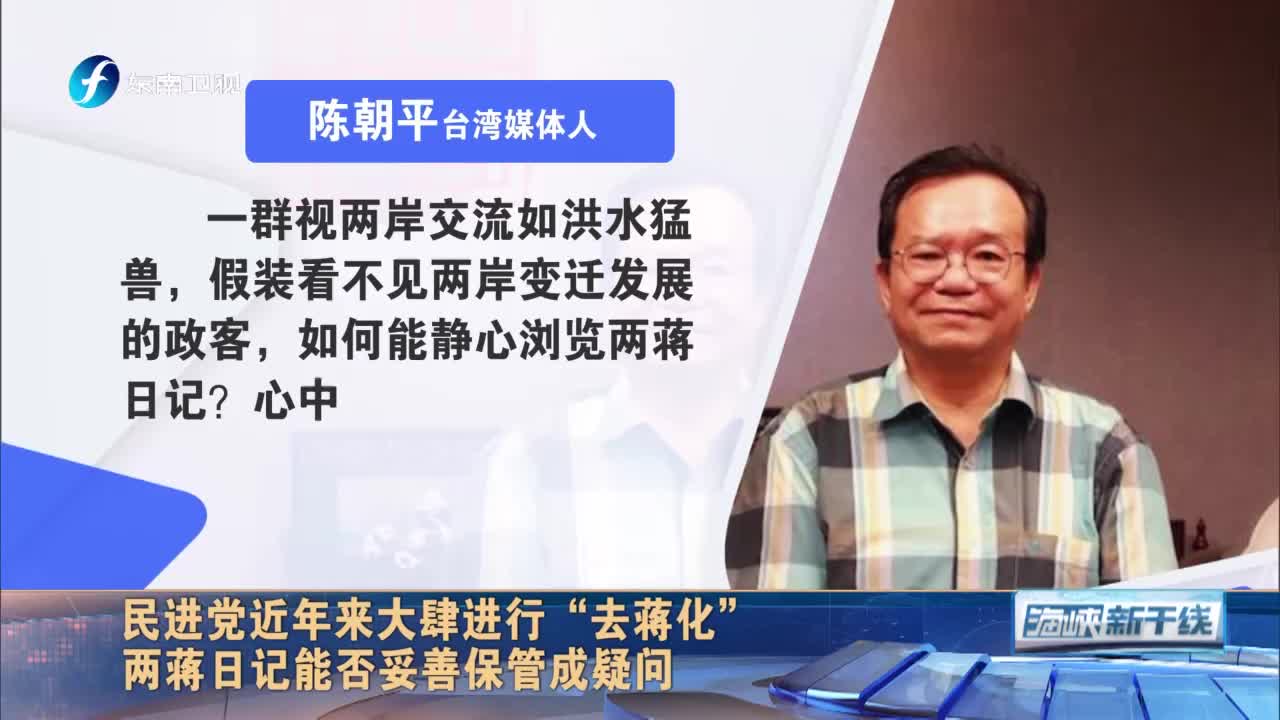 东南卫视
陈朝平台湾媒体人
一群视两岸交流如洪水猛
兽，假装看不见两岸变迁发展
的政客，如何能静心浏览两蒋
日记？心中
民进党近年来大肆进行“去蒋化”
两蒋日记能否妥善保管成疑问
海峡新干线